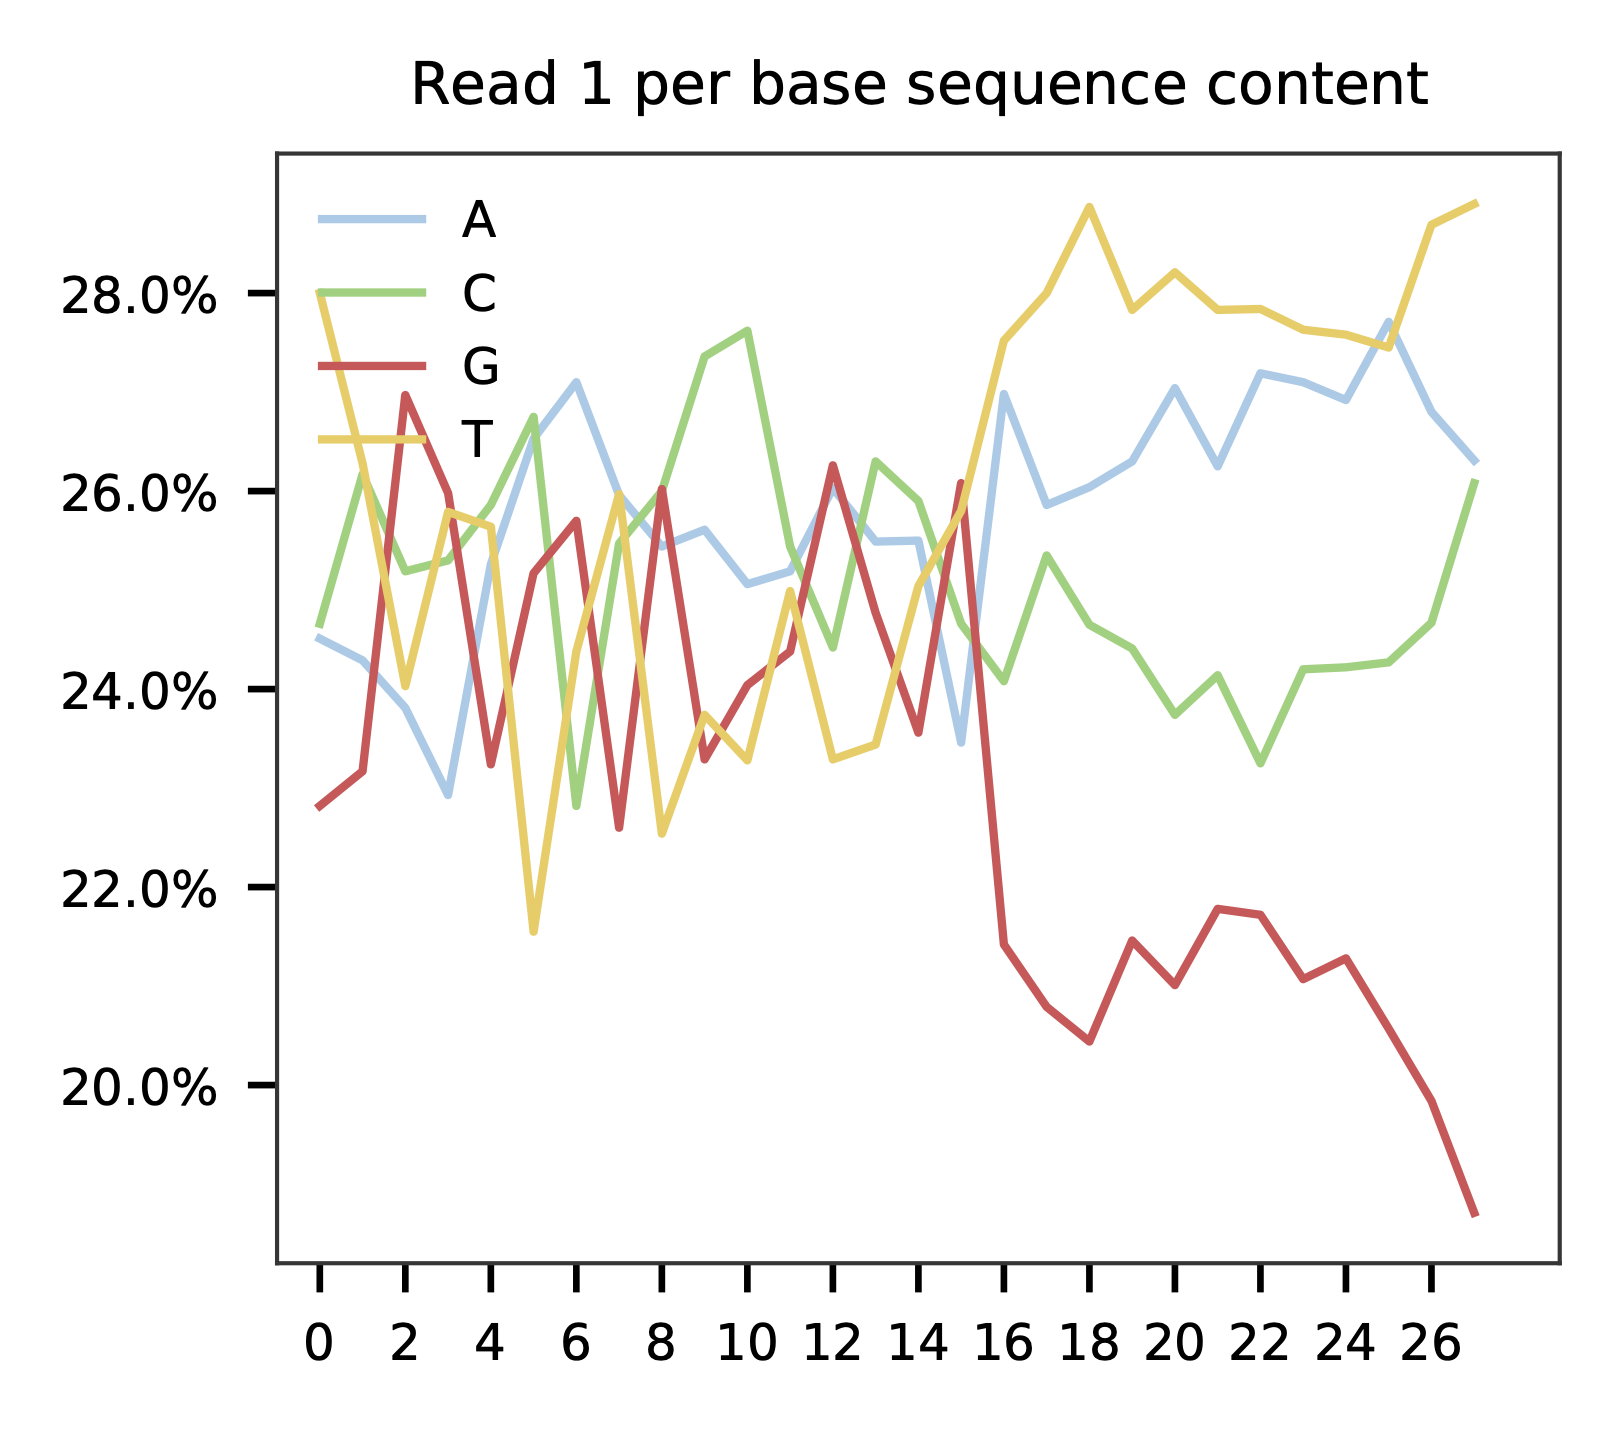 Read 1 per base sequence content
A
C
G
T
28.0%
26.0%
24.0%
22.0%
20.0%
0 2 4 6 8 10 12 14 16 18 20 22 24 26